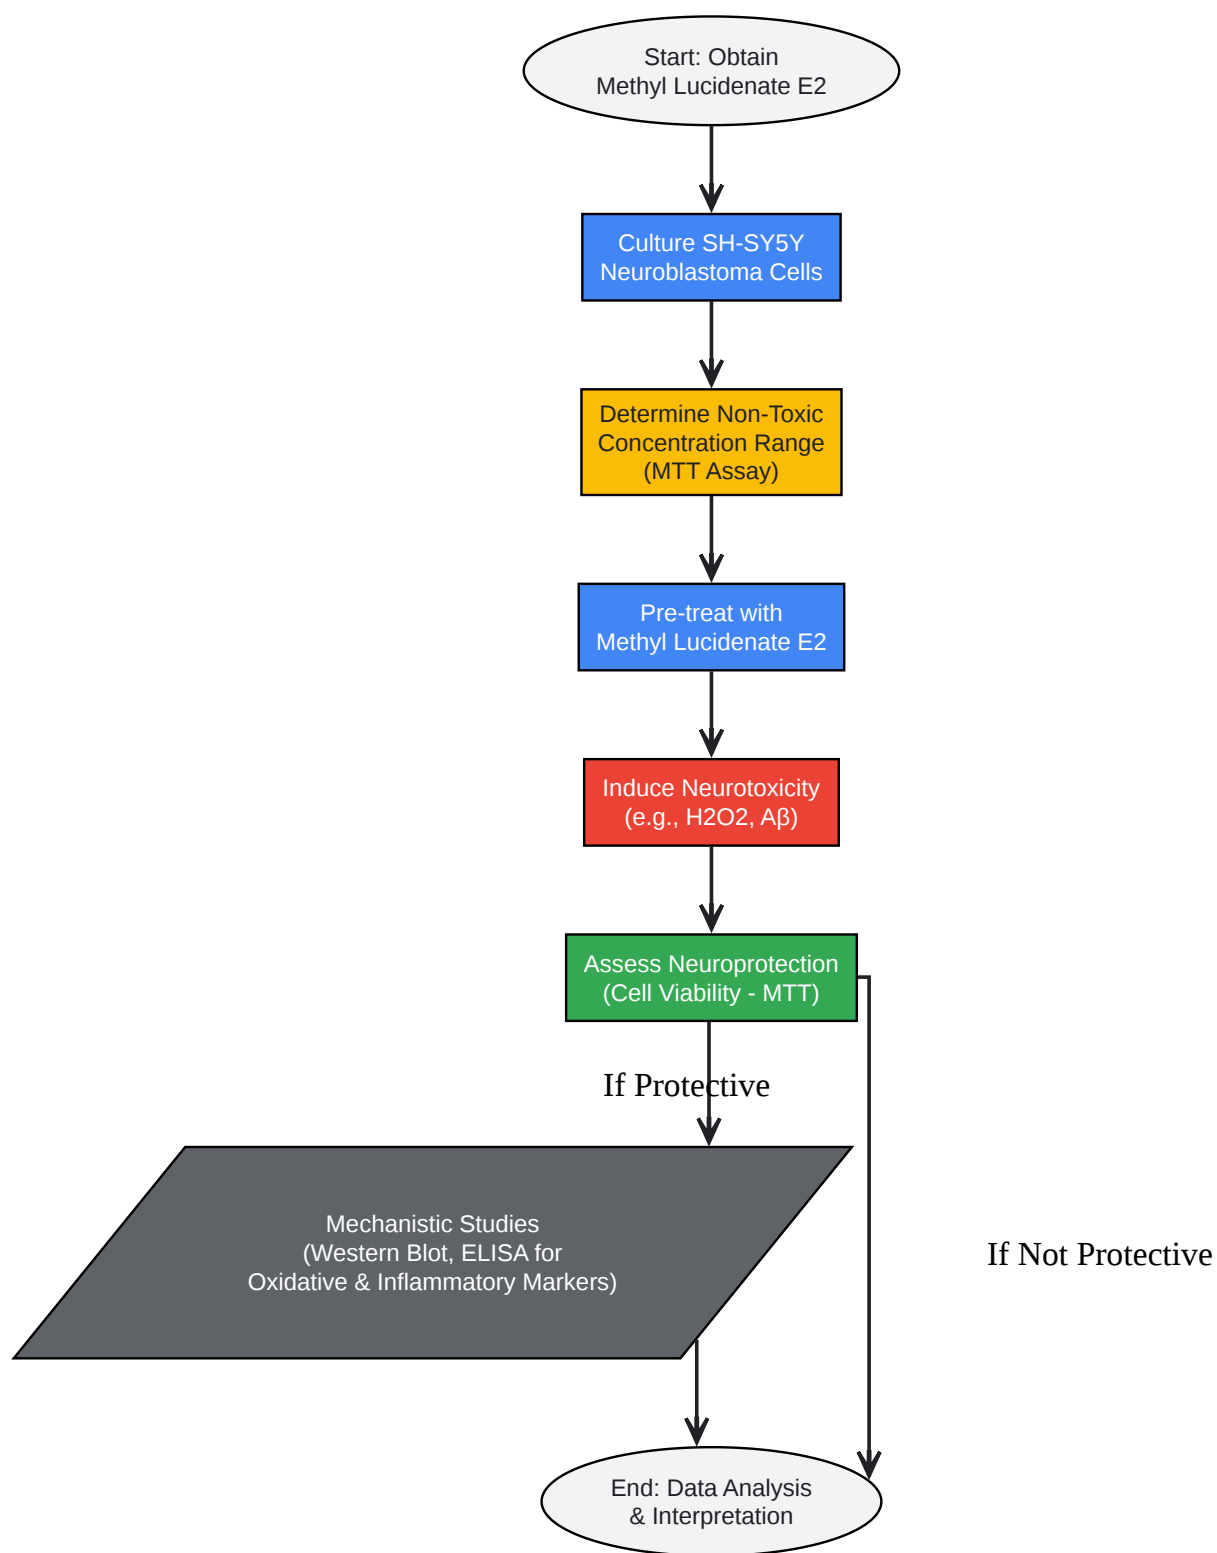 Start: Obtain
Methyl Lucidenate E2
Culture SH-SY5Y
Neuroblastoma Cells
Determine Non-Toxic
Concentration Range
(MTT Assay)
Pre-treat with
Methyl Lucidenate E2
Induce Neurotoxicity
(e.g., H2O2, Aβ)
Assess Neuroprotection
(Cell Viability - MTT)
If Protective
Mechanistic Studies
(Western Blot, ELISA for
Oxidative & Inflammatory Markers)
If Not Protective
End: Data Analysis
& Interpretation